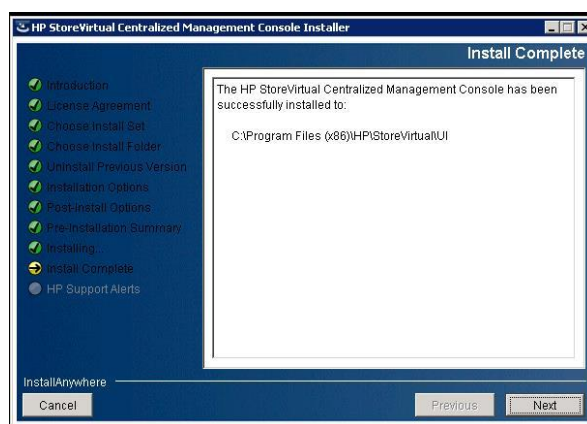 HP StoreVirtual Centralized Management Console Installer
Install Complete
Introduction
License Agreement
Choose Install Set
Choose Install Folder
Uninstall Previous Version
Installation Options
Post-Install Options
Pre-Installation Summary
Installing...
Install Complete
HP Support Alerts
The HP StoreVirtual Centralized Management Console has been
successfully installed to:
C:\Program Files (x86)\HP\StoreVirtual\UI
InstallAnywhere
Cancel
Previous
Next